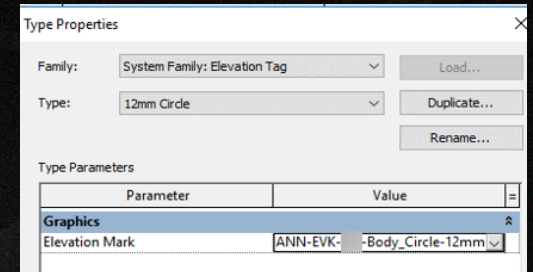 Type Properties
Family: System Family: Elevation Tag Load...
Type: 12mm Circle Duplicate...
Rename...
Type Parameters
Parameter Value =
Graphics
Elevation Mark ANN-EVK- -Body_Circle-12mm